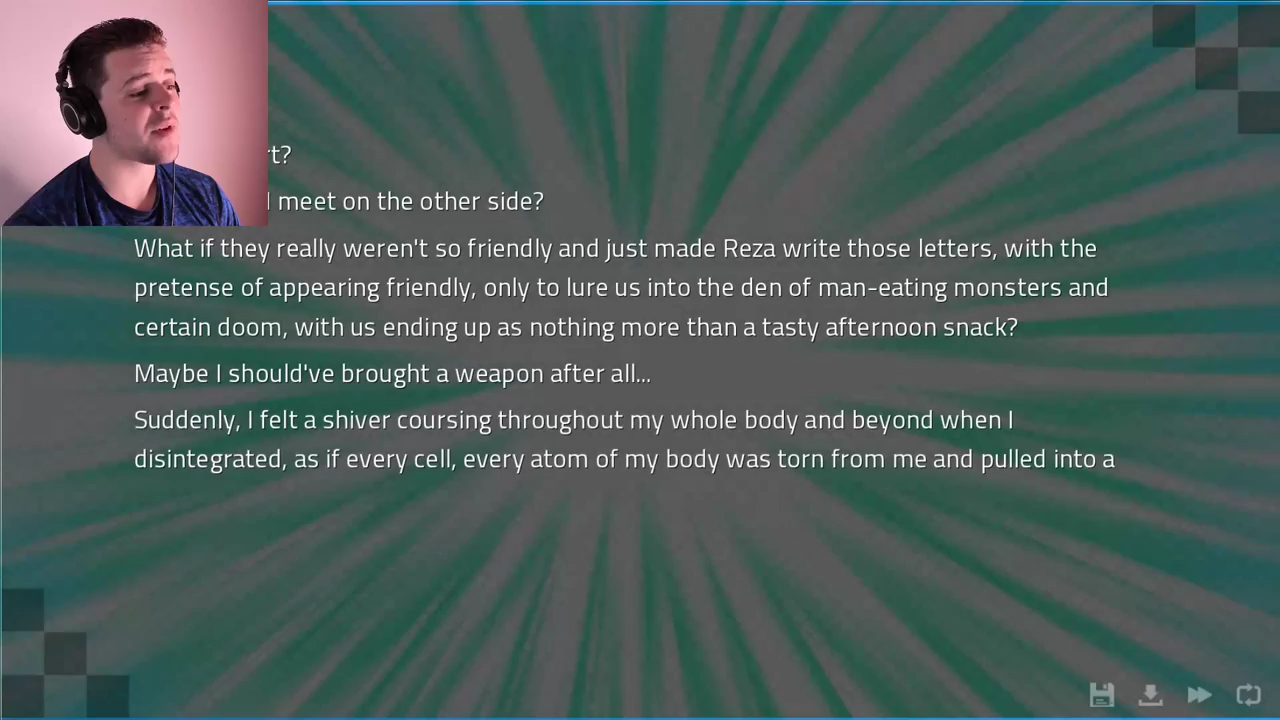 meet on the other side?
What if they really weren't so friendly and just made Reza write those letters, with the
pretense of appearing friendly, only to lure us into the den of man-eating monsters and
certain doom, with us ending up as nothing more than a tasty afternoon snack?
Maybe I should've brought a weapon after all...
Suddenly, I felt a shiver coursing throughout my whole body and beyond when I
disintegrated, as if every cell, every atom of my body was torn from me and pulled into a